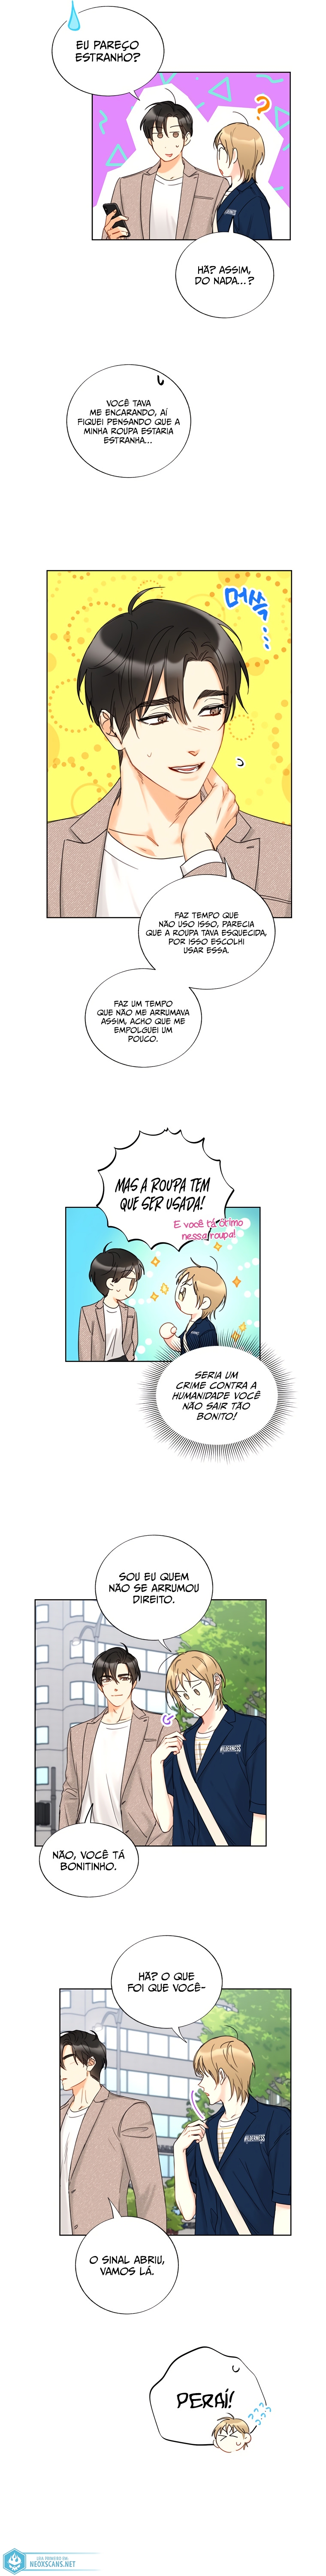 EU PAREÇO
ESTRANHO?
?
HÃ? ASSIM,
DO NADA...?
VOCÊ TAVA
ME ENCARANDO, AÍ
FIQUEI PENSANDO QUE A
MINHA ROUPA ESTARIA
ESTRANHA...
머쓱...
FAZ TEMPO QUE
NÃO USO ISSO, PARECIA
QUE A ROUPA TAVA ESQUECIDA,
POR ISSO ESCOLHI
USAR ESSA.
FAZ UM TEMPO
QUE NÃO ME ARRUMAVA
ASSIM, ACHO QUE ME
EMPOLGUEI UM
POUCO.
MAS A ROUPA TEM
QUE SER USADA!
E você tá ótimo
nessa roupa!
SERIA UM
CRIME CONTRA A
HUMANIDADE VOCÊ
NÃO SAIR TÃO
BONITO!
SOU EU QUEM
NÃO SE ARRUMOU
DIREITO.
NÃO, VOCÊ TÁ
BONITINHO.
HÃ? O QUE
FOI QUE VOCÊ-
O SINAL ABRIU,
VAMOS LÁ.
PERAÍ!
NEOXSCANS.NET